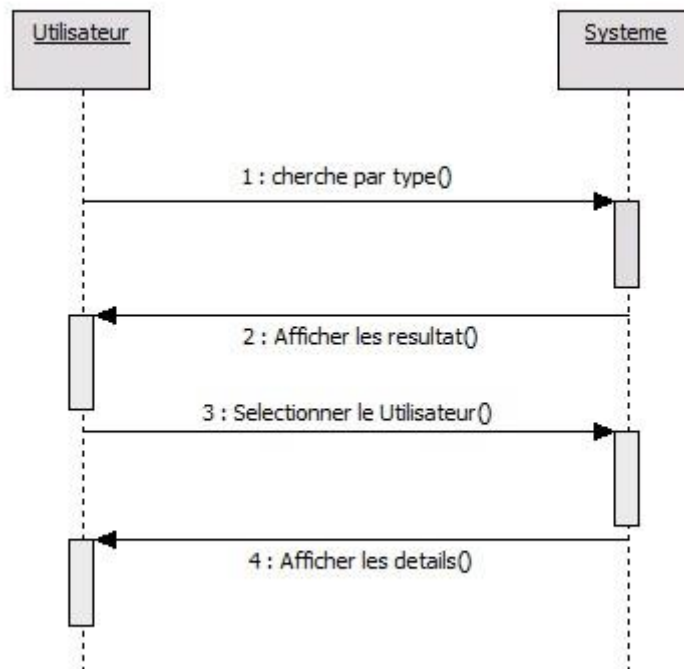 Utilisateur
Systeme
1 : cherche par type()
2 : Afficher les resultat()
3 : Selectionner le Utilisateur()
4 : Afficher les details()